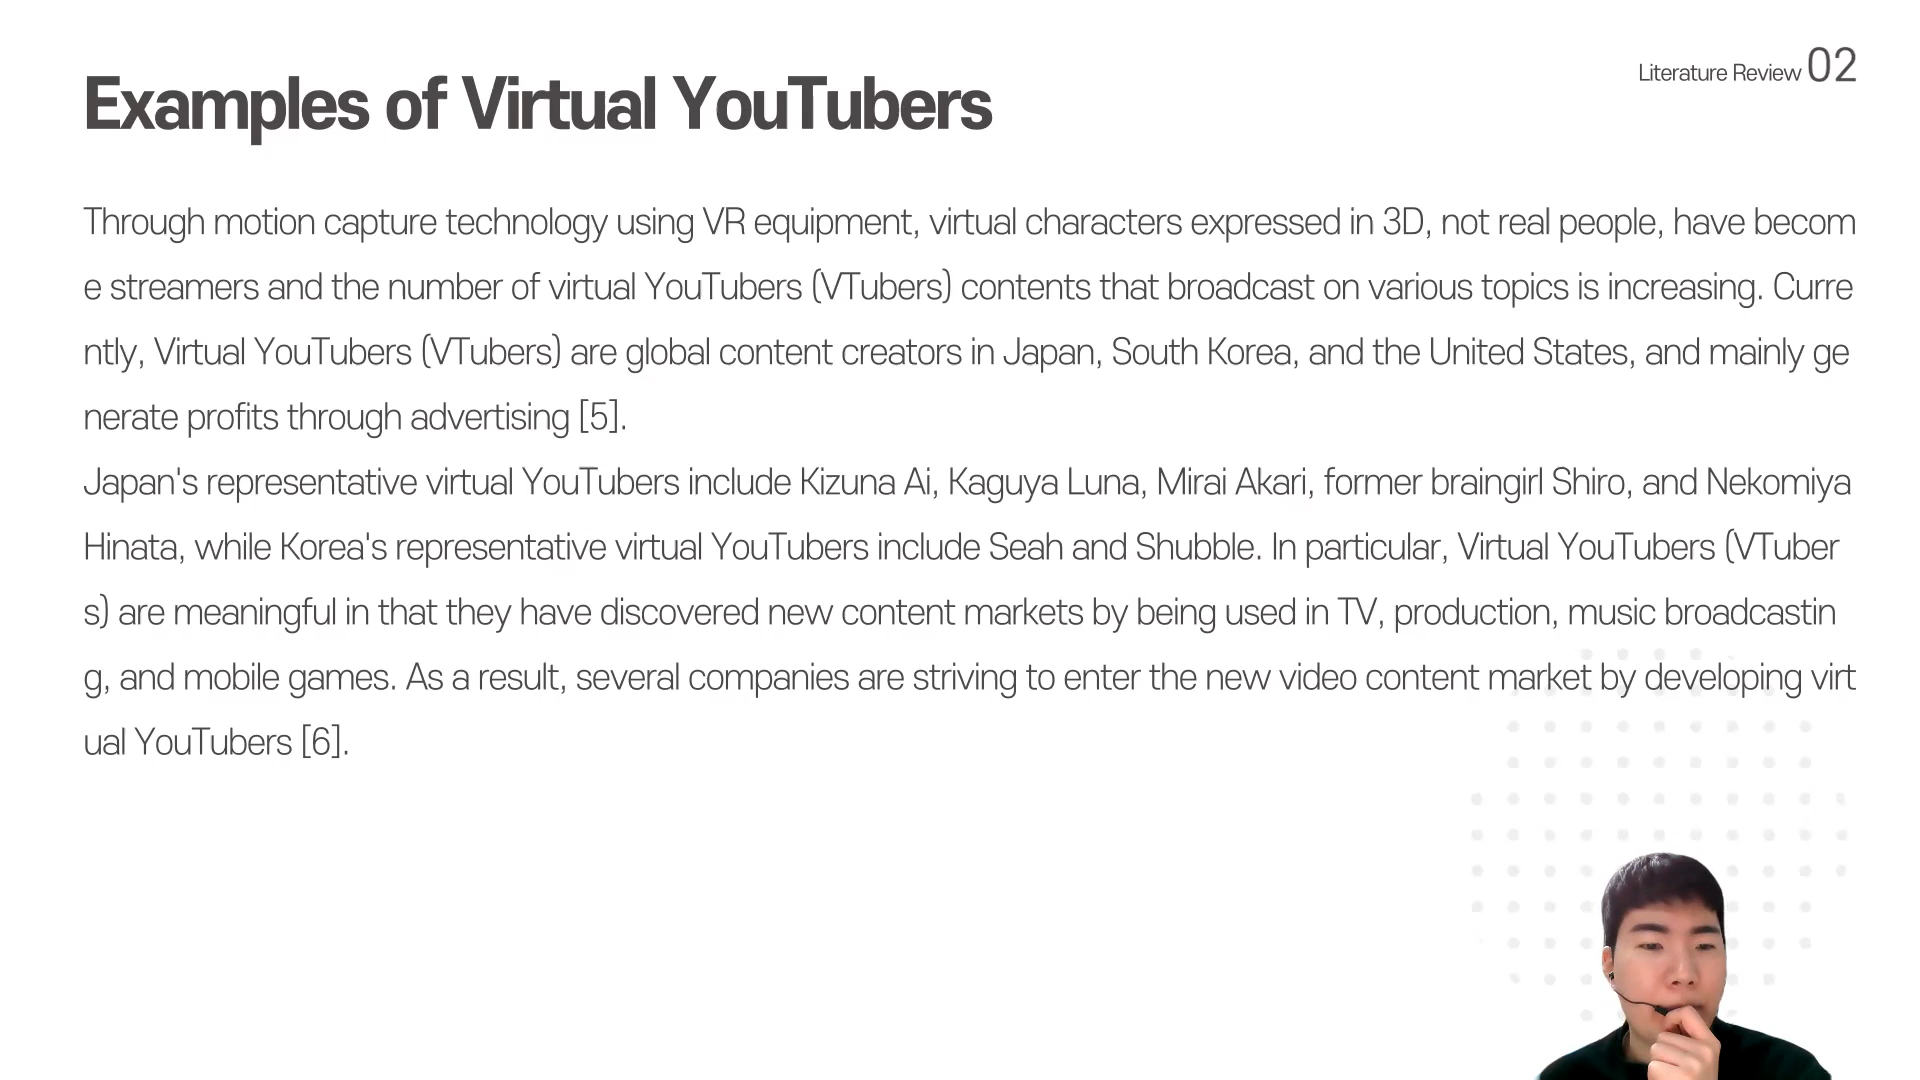 Literature Review 02
Examples of Virtual YouTubers
Through motion capture technology using VR equipment, virtual characters expressed in 3D, not real people, have becom
e streamers and the number of virtual YouTubers (VTubers) contents that broadcast on various topics is increasing. Curre
ntly, Virtual YouTubers (VTubers) are global content creators in Japan, South Korea, and the United States, and mainly ge
nerate profits through advertising [5].
Japan's representative virtual YouTubers include Kizuna Ai, Kaguya Luna, Mirai Akari, former braingirl Shiro, and Nekomiya
Hinata, while Korea's representative virtual YouTubers include Seah and Shubble. In particular, Virtual YouTubers (VTuber
s) are meaningful in that they have discovered new content markets by being used in TV, production, music broadcastin
g, and mobile games. As a result, several companies are striving to enter the new video content market by developing virt
ual YouTubers [6].